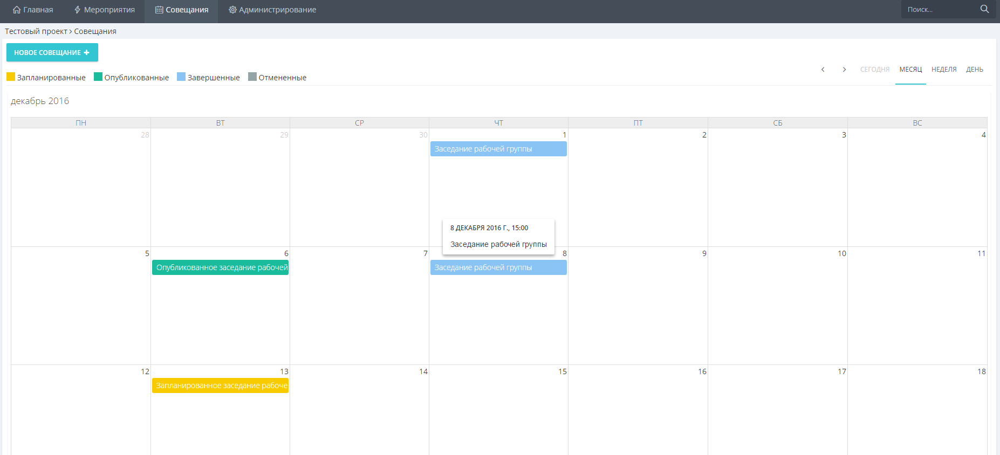 Главная Мероприятия Совещания Администрирование Поиск...
Тестовый проект > Совещания
НОВОЕ СОВЕЩАНИЕ +
< > СЕГОДНЯ МЕСЯЦ НЕДЕЛЯ ДЕНЬ
Запланированные Опубликованные Завершенные Отмененные
декабрь 2016
ПН ВТ СР ЧТ ПТ СБ ВС
28 29 30 1 2 3 4
Заседание рабочей группы
8 ДЕКАБРЯ 2016 Г., 15:00
Заседание рабочей группы
5 6 7 8 9 10 11
Опубликованное заседание рабочей Заседание рабочей группы
12 13 14 15 16 17 18
Запланированное заседание рабоче